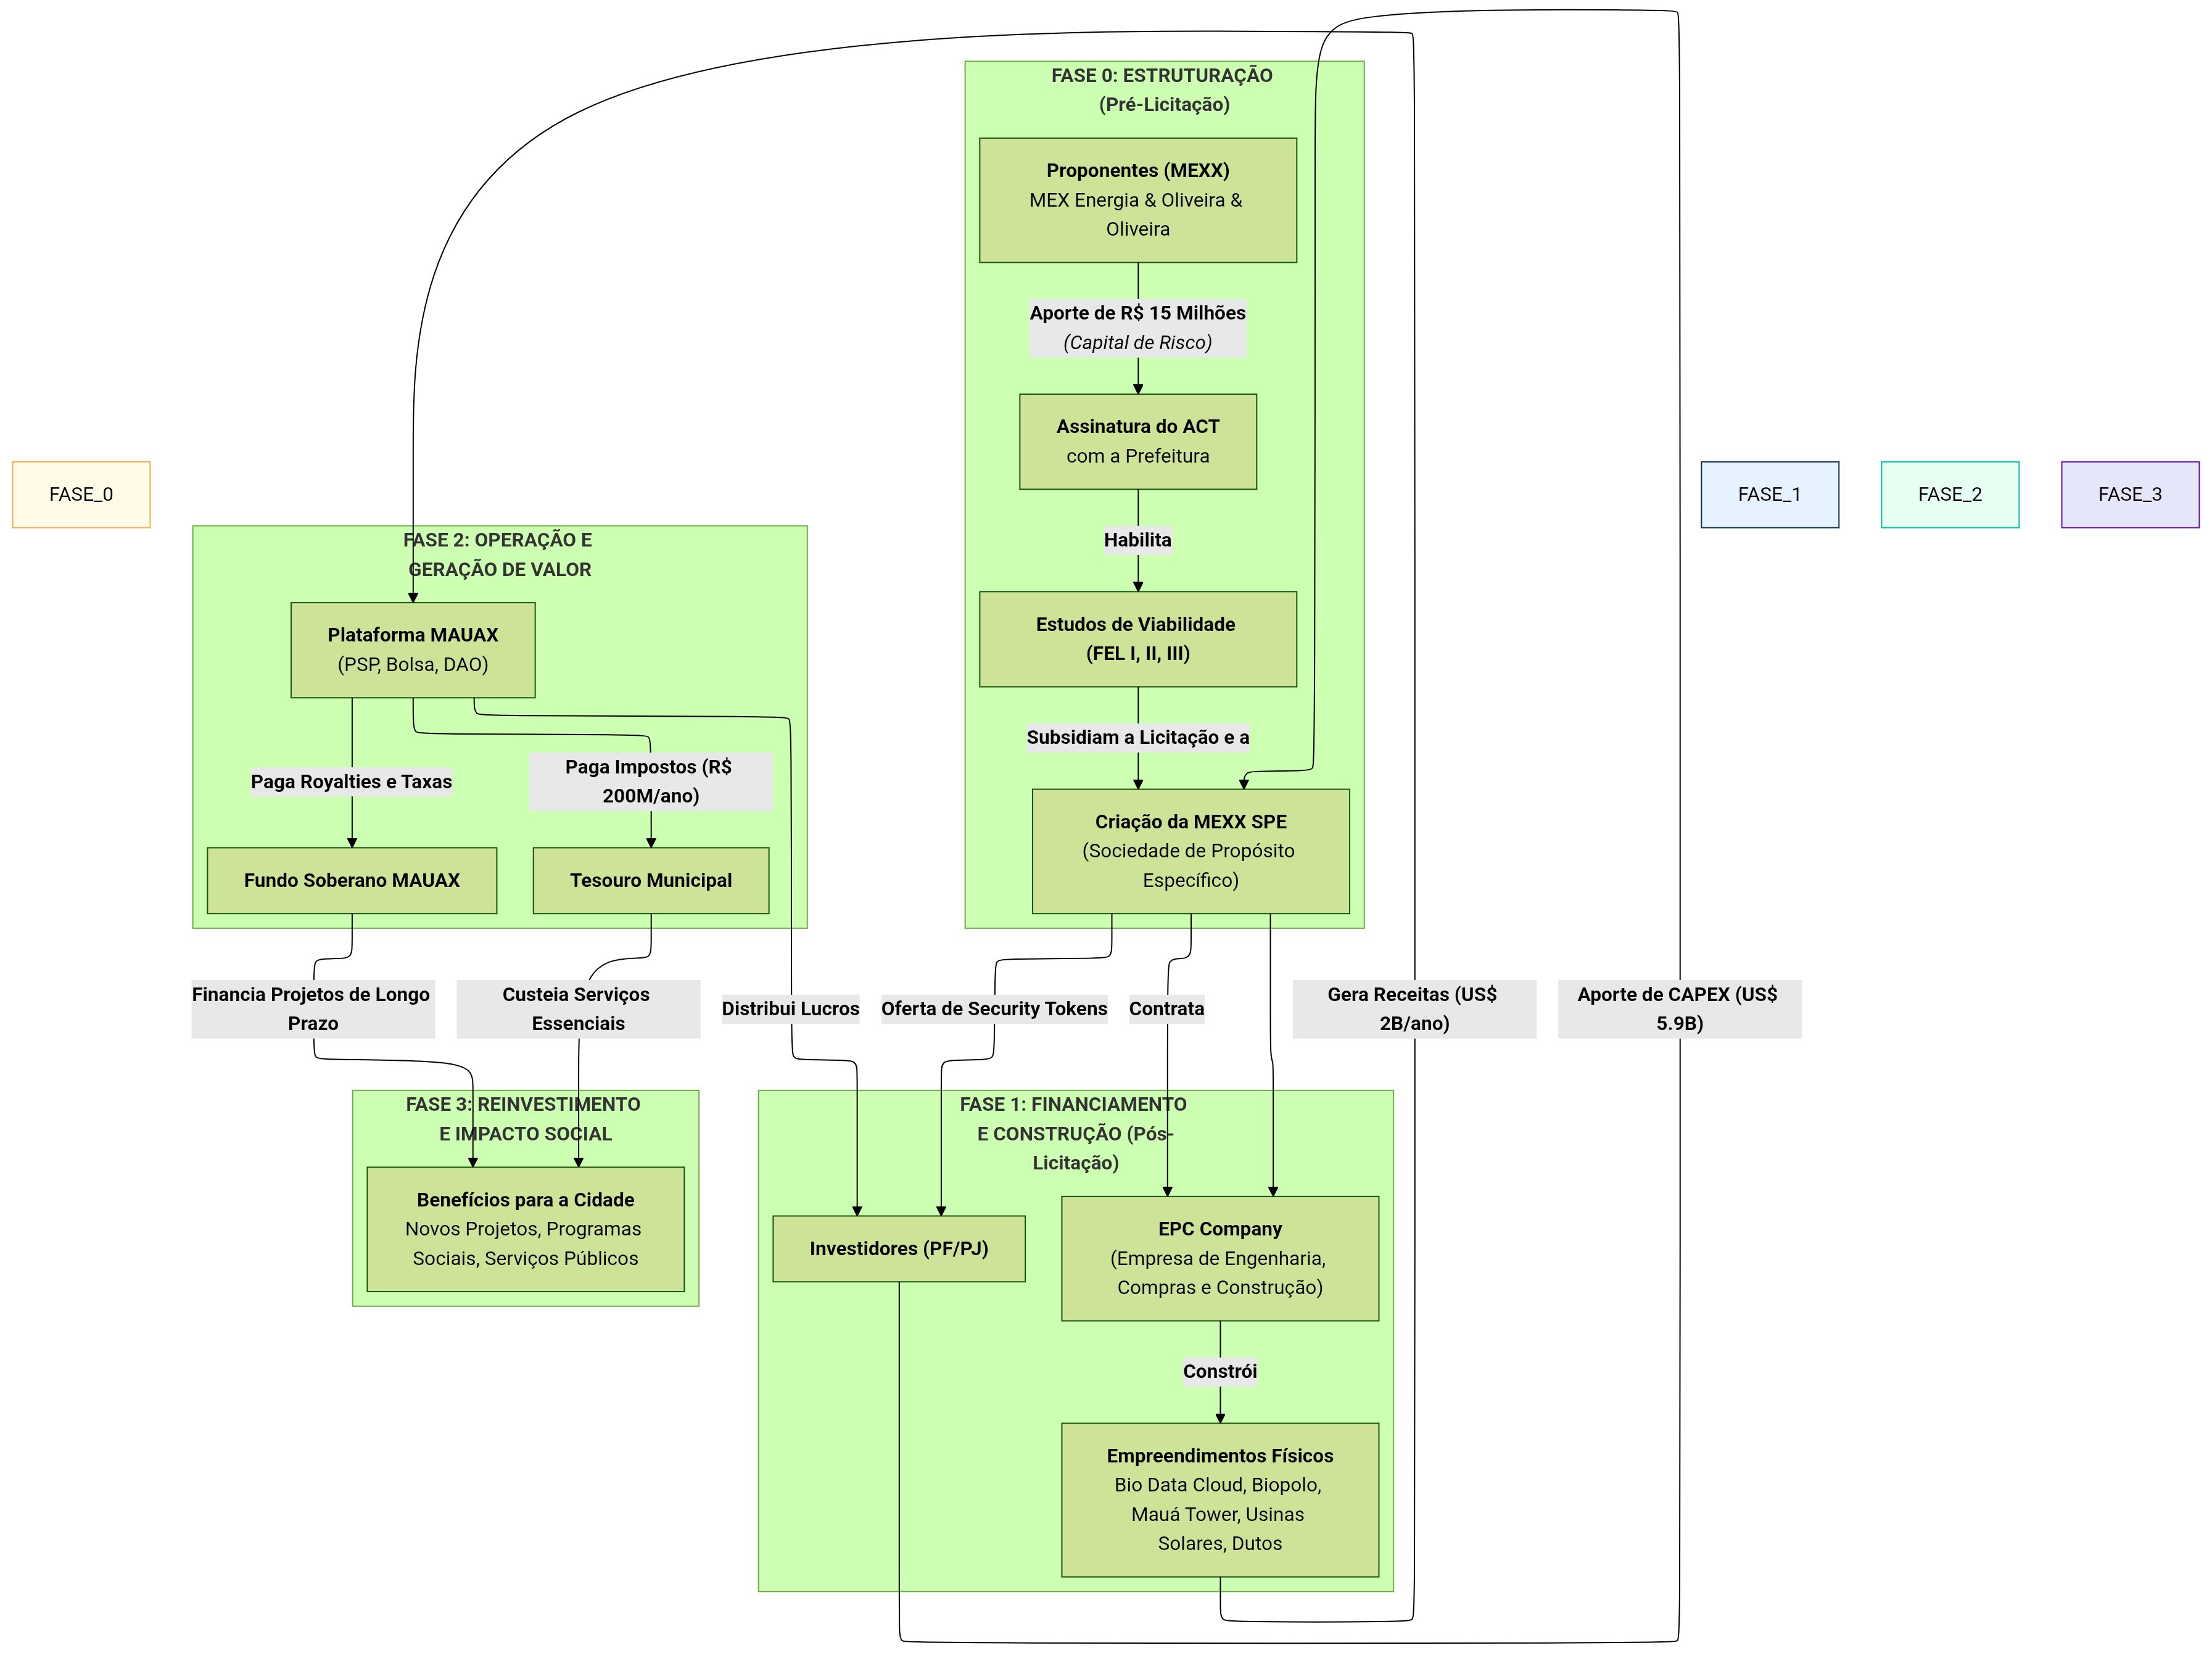 FASE 0: ESTRUTURAÇÃO
(Pré-Licitação)
Proponentes (MEXX)
MEX Energia & Oliveira &
Oliveira
Aporte de R$ 15 Milhões
(Capital de Risco)
Assinatura do ACT
com a Prefeitura
Habilita
Estudos de Viabilidade
(FEL I, II, III)
Subsidiam a Licitação e a
Criação da MEXX SPE
(Sociedade de Propósito
Específico)
FASE_0
FASE_1
FASE_2
FASE_3
FASE 2: OPERAÇÃO E
GERAÇÃO DE VALOR
Plataforma MAUAX
(PSP, Bolsa, DAO)
Paga Royalties e Taxas
Paga Impostos (R$
200M/ano)
Fundo Soberano MAUAX
Tesouro Municipal
Financia Projetos de Longo
Prazo
Custeia Serviços
Essenciais
Distribui Lucros
Oferta de Security Tokens
Contrata
Gera Receitas (US$
2B/ano)
Aporte de CAPEX (US$
5.9B)
FASE 3: REINVESTIMENTO
E IMPACTO SOCIAL
Benefícios para a Cidade
Novos Projetos, Programas
Sociais, Serviços Públicos
FASE 1: FINANCIAMENTO
E CONSTRUÇÃO (Pós-
Licitação)
Investidores (PF/PJ)
EPC Company
(Empresa de Engenharia,
Compras e Construção)
Constrói
Empreendimentos Físicos
Bio Data Cloud, Biopolo,
Mauá Tower, Usinas
Solares, Dutos